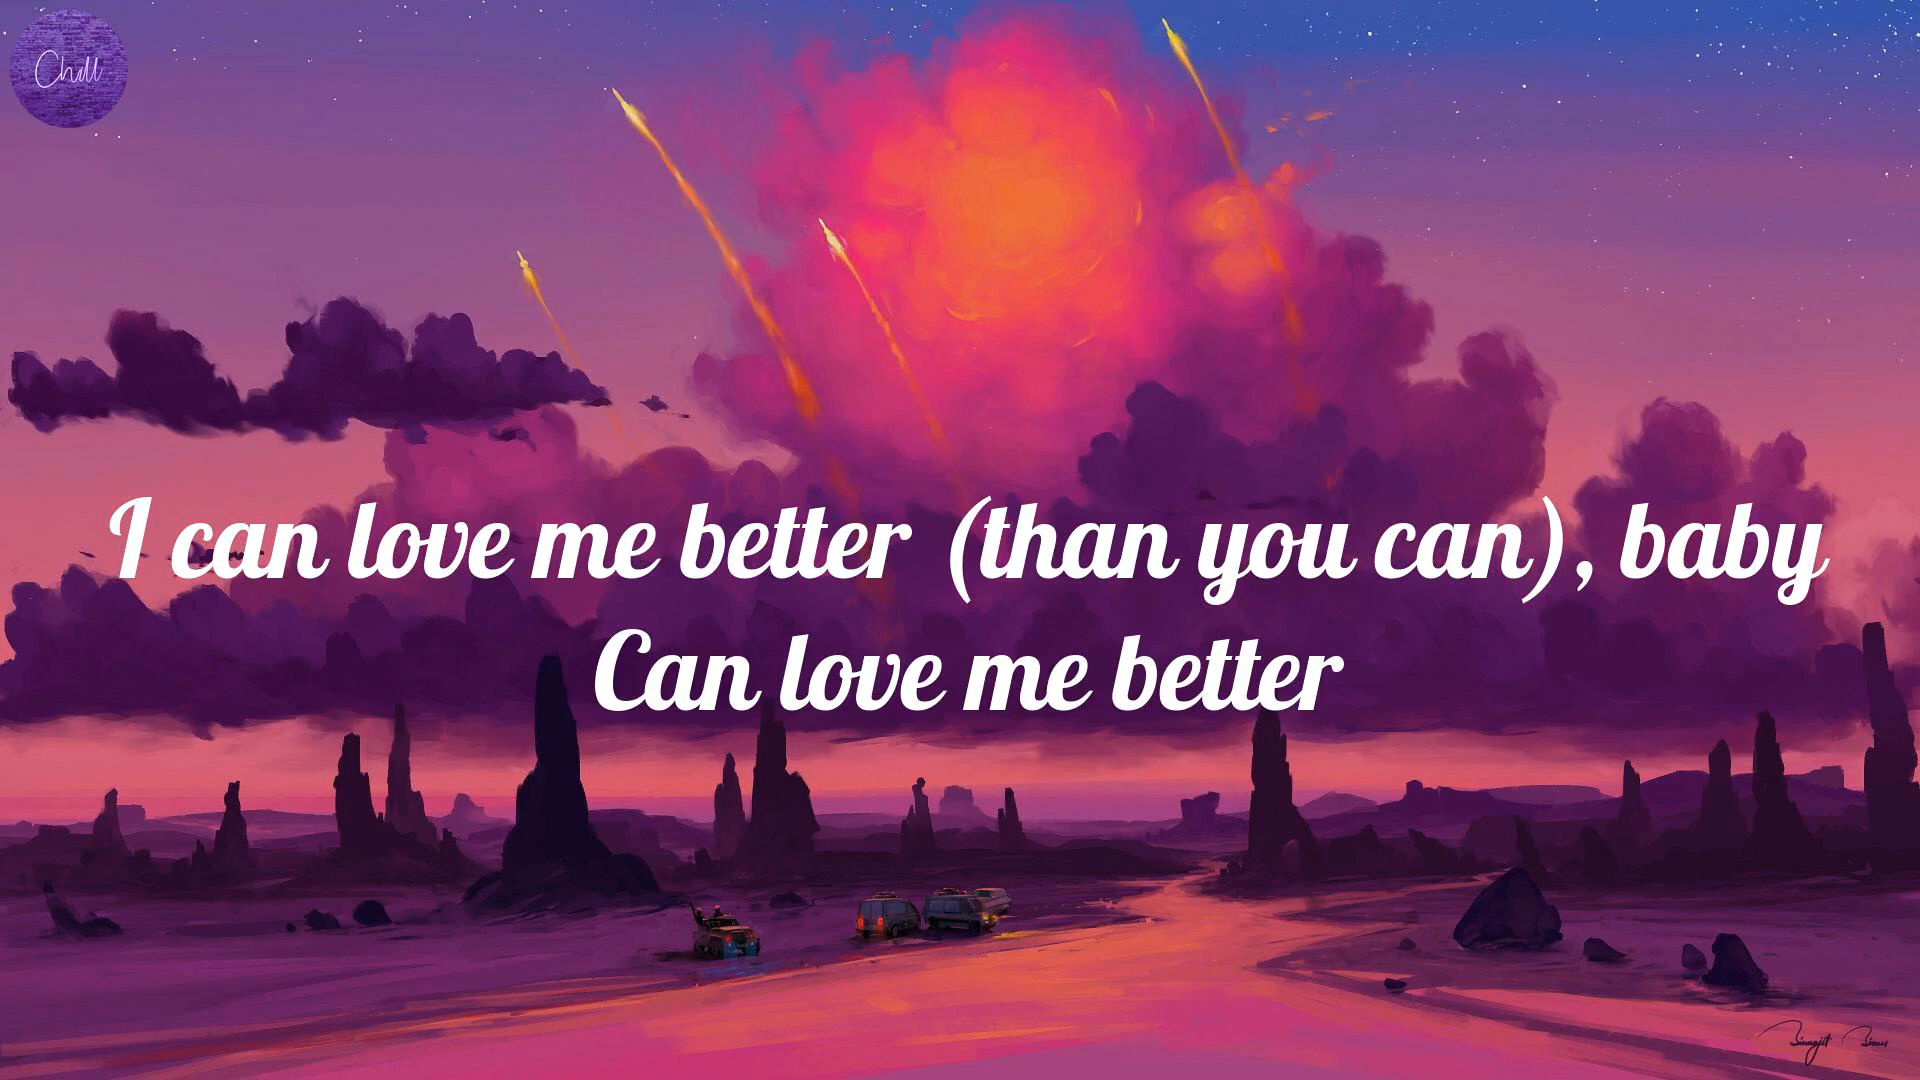 Chill
I can love me better (than you can), baby
Can love me better